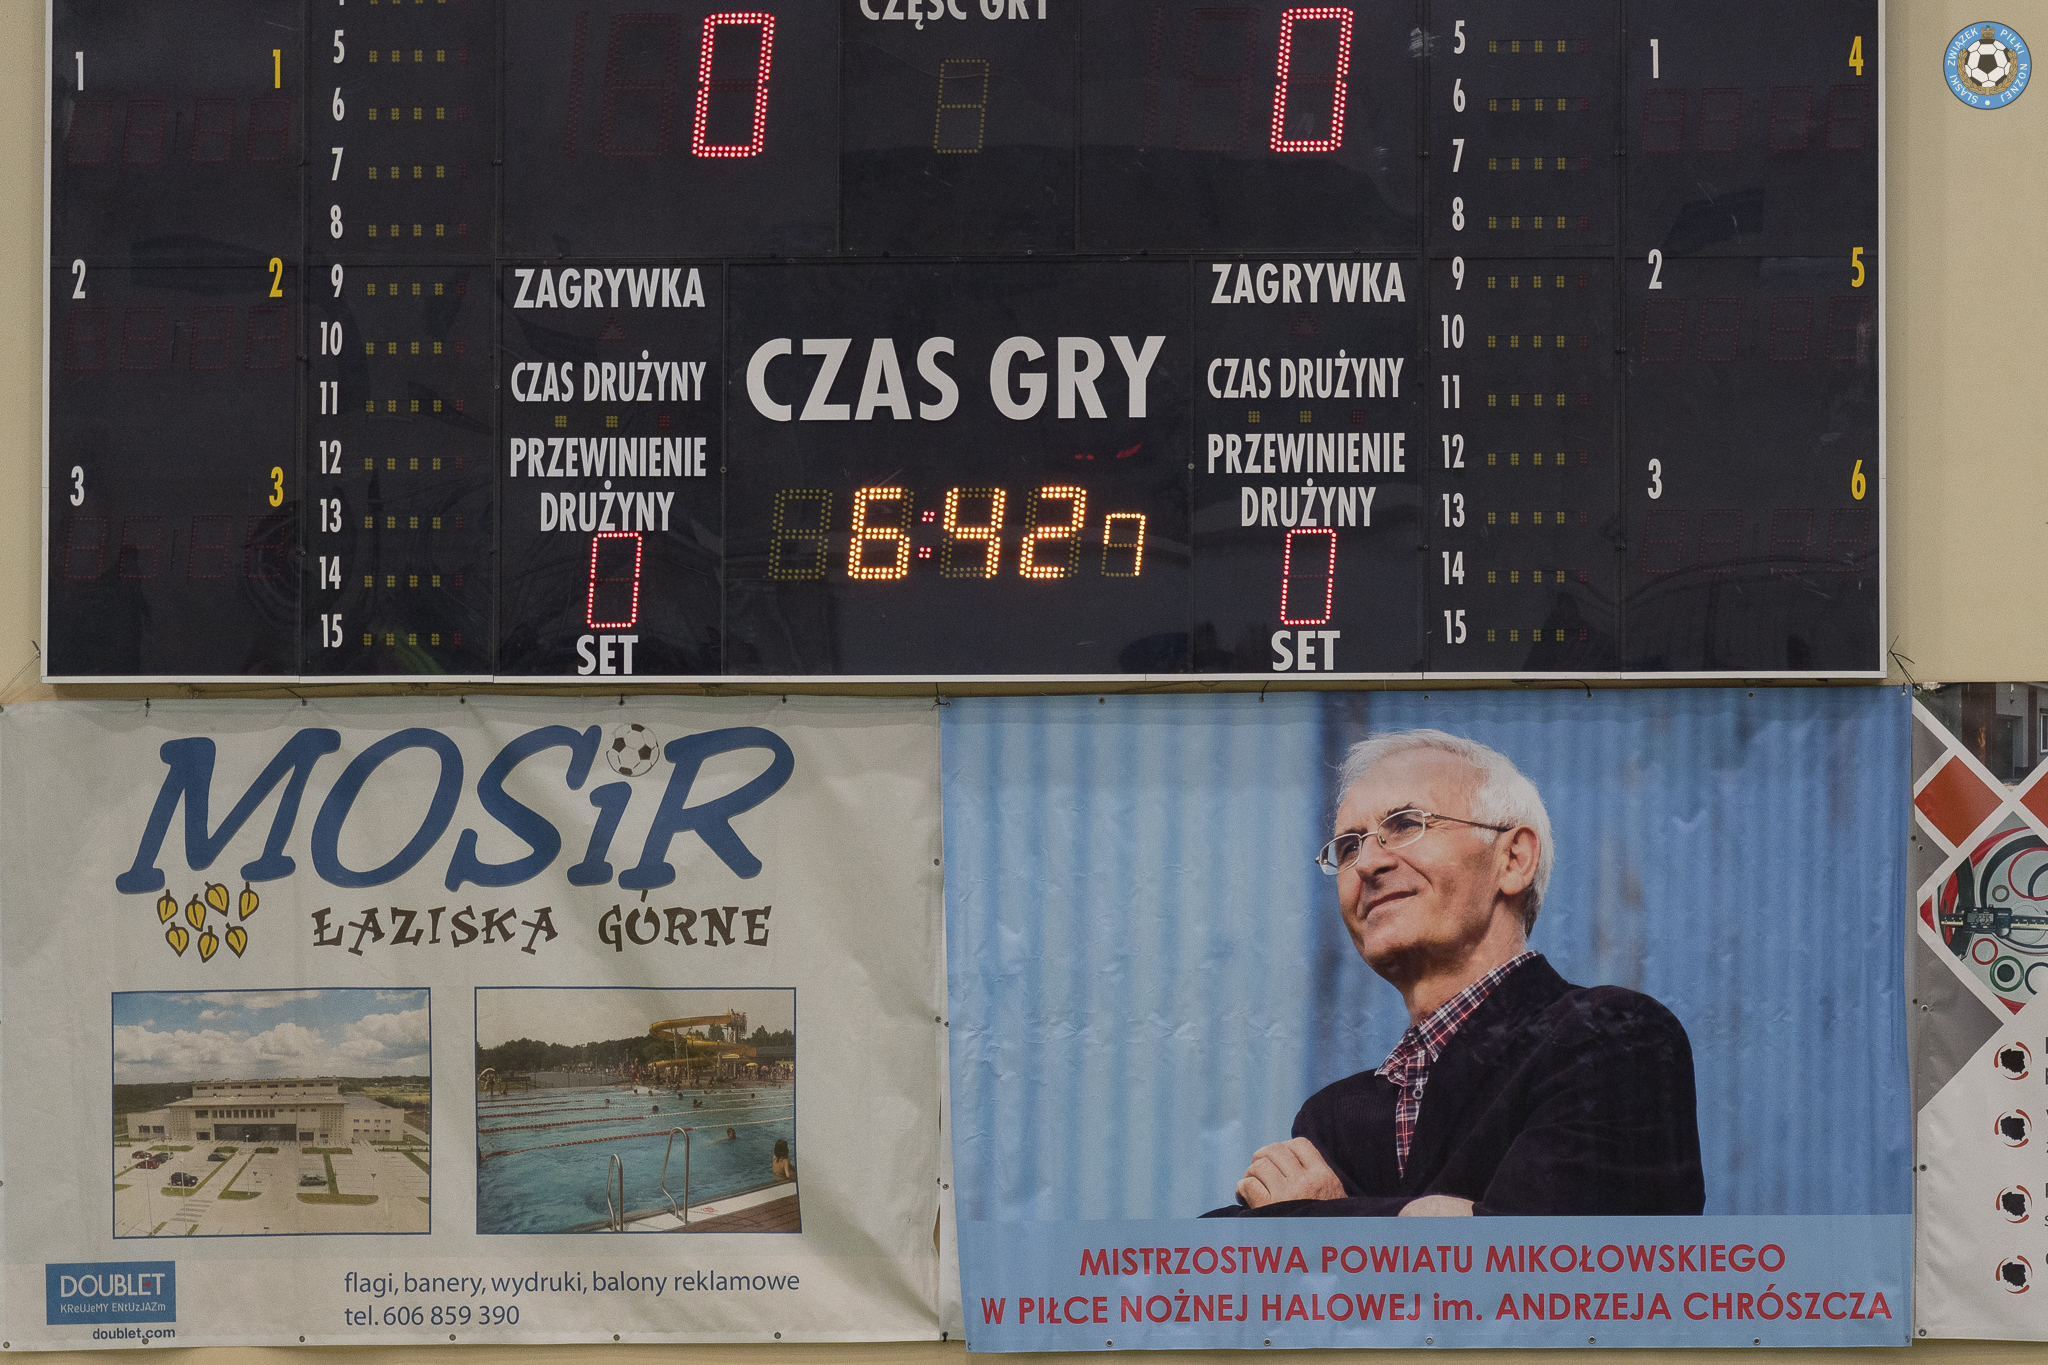 CZĘŚĆ GRY
0
0
1
1
2
2
3
3
5
6
7
8
9
10
11
12
13
14
15
ZAGRYWKA
CZAS DRUŻYNY
PRZEWINIENIE
DRUŻYNY
0
SET
CZAS GRY
6:42 7
ZAGRYWKA
CZAS DRUŻYNY
PRZEWINIENIE
DRUŻYNY
0
SET
5
6
7
8
9
10
11
12
13
14
15
1
4
2
5
3
6
ŚLĄSKI ZWIĄZEK PIŁKI NOŻNEJ
MOSiR
ŁAZISKA GÓRNE
DOUBLET
KReUJeMY ENtUzJAZm
doublet.com
flagi, banery, wydruki, balony reklamowe
tel. 606 859 390
MISTRZOSTWA POWIATU MIKOŁOWSKIEGO
W PIŁCE NOŻNEJ HALOWEJ im. ANDRZEJA CHRÓSZCZA